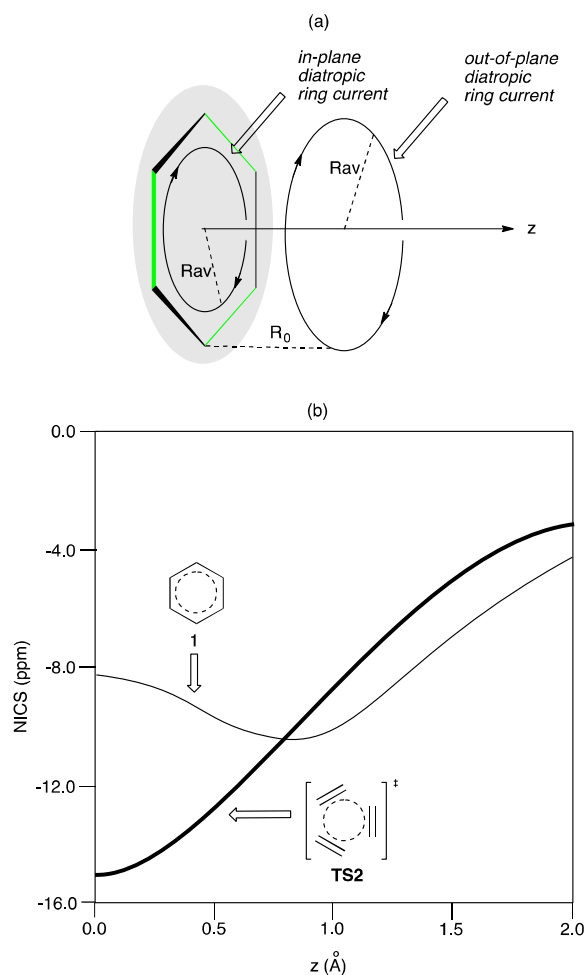 (a)
in-plane
diatropic
ring current
out-of-plane
diatropic
ring current
Rav
z
Rav
R0
(b)
0.0
-4.0
-8.0
-12.0
-16.0
NICS (ppm)
1
‡
TS2
0.0
0.5
1.0
1.5
2.0
z (Å)